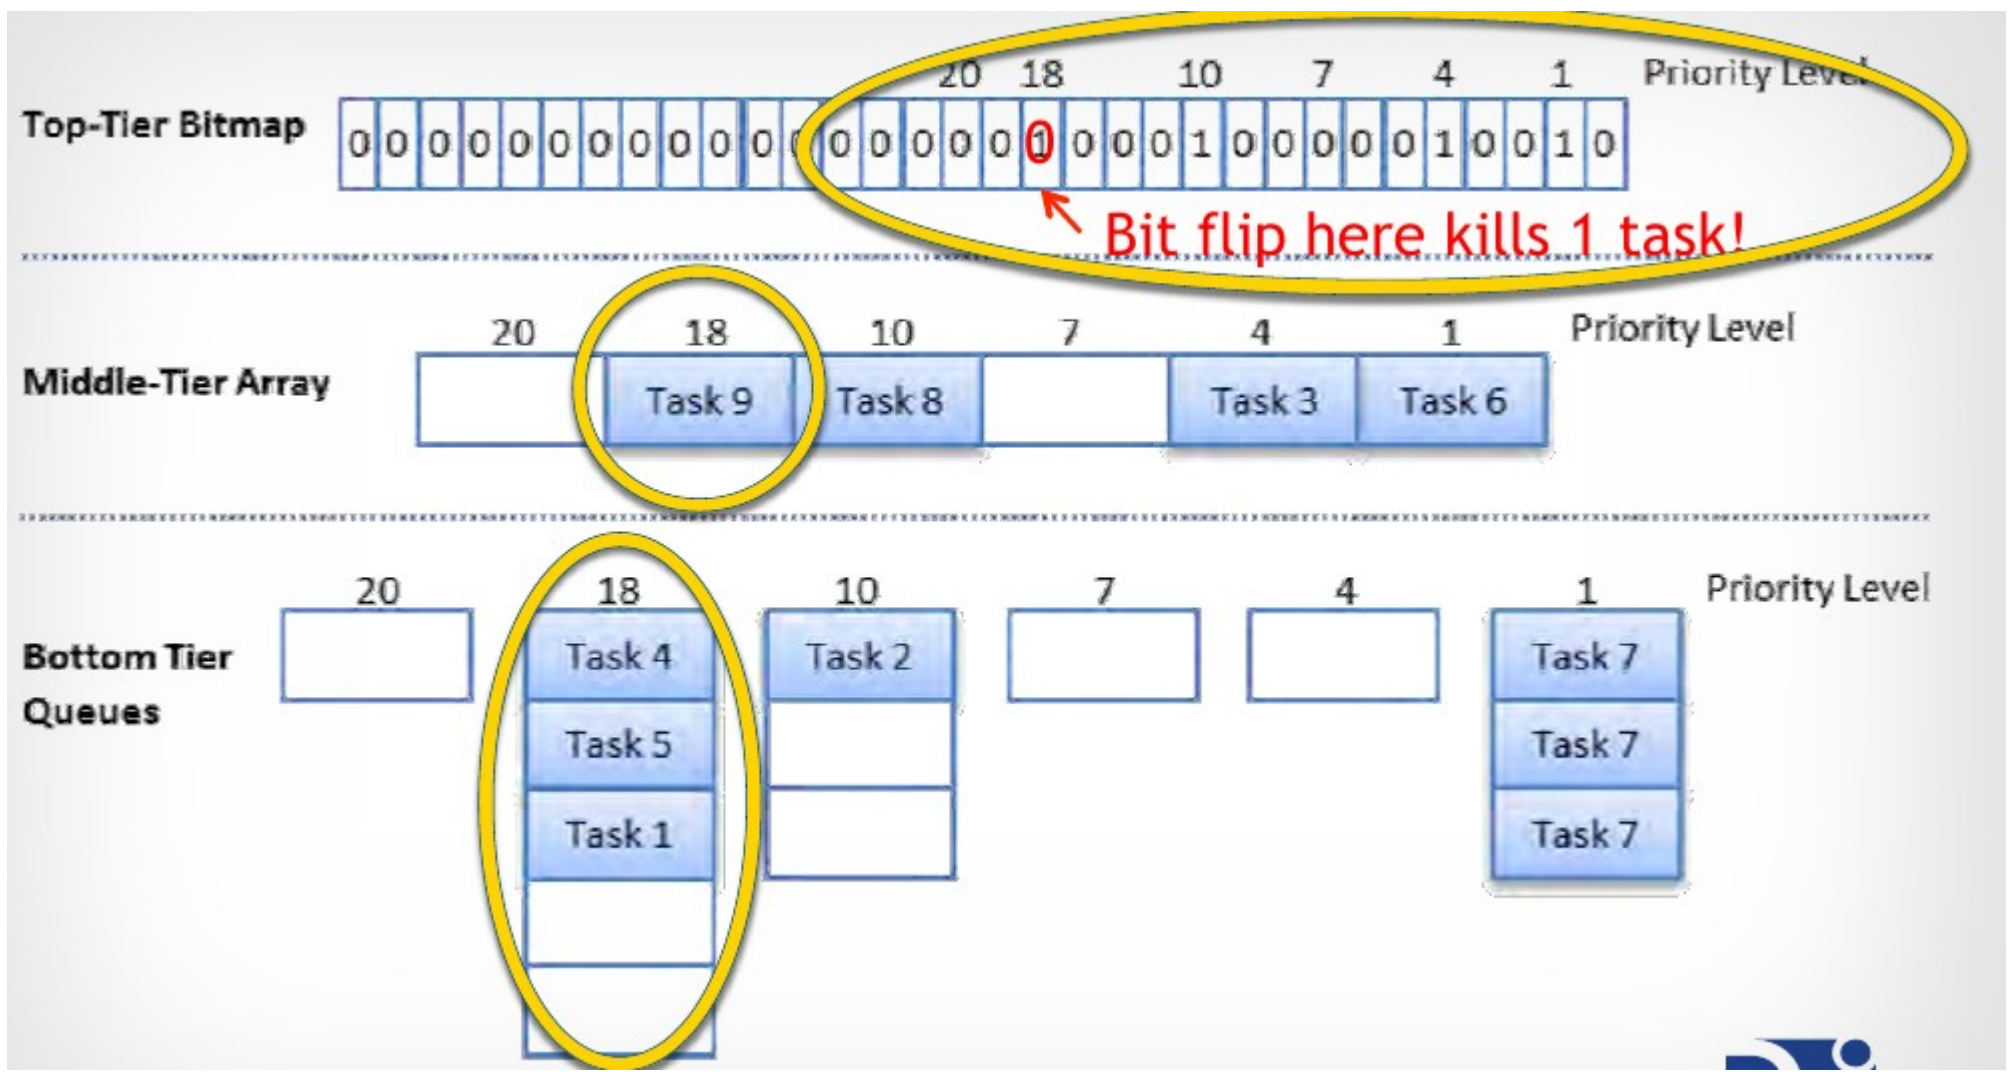 20 18 10 7 4 1 Priority Level
Top-Tier Bitmap 0 0 0 0 0 0 0 0 0 0 0 0 0 0 0 0 0 1 0 0 0 1 0 0 0 0 0 1 0 0 1 0
0
Bit flip here kills 1 task!
20 18 10 7 4 1 Priority Level
Middle-Tier Array Task 9 Task 8 Task 3 Task 6
20 18 10 7 4 1 Priority Level
Bottom Tier Task 4 Task 2 Task 7
Queues Task 5 Task 7
Task 1 Task 7